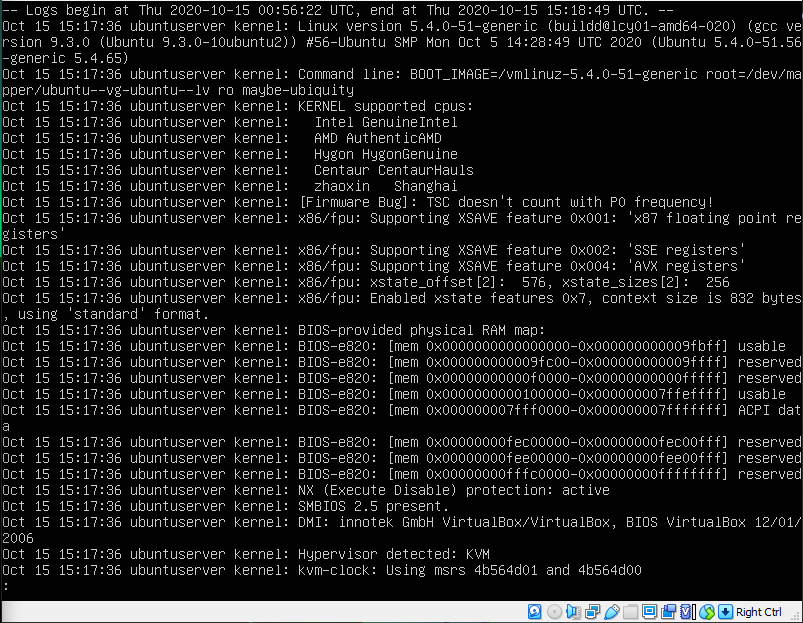 -- Logs begin at Thu 2020-10-15 00:56:22 UTC, end at Thu 2020-10-15 15:18:49 UTC. --
Oct 15 15:17:36 ubuntuserver kernel: Linux version 5.4.0-51-generic (buildd@lcy01-amd64-020) (gcc ve
rsion 9.3.0 (Ubuntu 9.3.0-10ubuntu2)) #56-Ubuntu SMP Mon Oct 5 14:28:49 UTC 2020 (Ubuntu 5.4.0-51.56
-generic 5.4.65)
Oct 15 15:17:36 ubuntuserver kernel: Command line: BOOT_IMAGE=/vmlinuz-5.4.0-51-generic root=/dev/ma
pper/ubuntu--vg-ubuntu--lv ro maybe-ubiquity
Oct 15 15:17:36 ubuntuserver kernel: KERNEL supported cpus:
Oct 15 15:17:36 ubuntuserver kernel:   Intel GenuineIntel
Oct 15 15:17:36 ubuntuserver kernel:   AMD AuthenticAMD
Oct 15 15:17:36 ubuntuserver kernel:   Hygon HygonGenuine
Oct 15 15:17:36 ubuntuserver kernel:   Centaur CentaurHauls
Oct 15 15:17:36 ubuntuserver kernel:   zhaoxin   Shanghai
Oct 15 15:17:36 ubuntuserver kernel: [Firmware Bug]: TSC doesn't count with P0 frequency!
Oct 15 15:17:36 ubuntuserver kernel: x86/fpu: Supporting XSAVE feature 0x001: 'x87 floating point re
gisters'
Oct 15 15:17:36 ubuntuserver kernel: x86/fpu: Supporting XSAVE feature 0x002: 'SSE registers'
Oct 15 15:17:36 ubuntuserver kernel: x86/fpu: Supporting XSAVE feature 0x004: 'AVX registers'
Oct 15 15:17:36 ubuntuserver kernel: x86/fpu: xstate_offset[2]:  576, xstate_sizes[2]:  256
Oct 15 15:17:36 ubuntuserver kernel: x86/fpu: Enabled xstate features 0x7, context size is 832 bytes
, using 'standard' format.
Oct 15 15:17:36 ubuntuserver kernel: BIOS-provided physical RAM map:
Oct 15 15:17:36 ubuntuserver kernel: BIOS-e820: [mem 0x0000000000000000-0x000000000009fbff] usable
Oct 15 15:17:36 ubuntuserver kernel: BIOS-e820: [mem 0x000000000009fc00-0x000000000009ffff] reserved
Oct 15 15:17:36 ubuntuserver kernel: BIOS-e820: [mem 0x00000000000f0000-0x00000000000fffff] reserved
Oct 15 15:17:36 ubuntuserver kernel: BIOS-e820: [mem 0x0000000000100000-0x000000007ffeffff] usable
Oct 15 15:17:36 ubuntuserver kernel: BIOS-e820: [mem 0x000000007fff0000-0x000000007fffffff] ACPI dat
a
Oct 15 15:17:36 ubuntuserver kernel: BIOS-e820: [mem 0x00000000fec00000-0x00000000fec00fff] reserved
Oct 15 15:17:36 ubuntuserver kernel: BIOS-e820: [mem 0x00000000fee00000-0x00000000fee00fff] reserved
Oct 15 15:17:36 ubuntuserver kernel: BIOS-e820: [mem 0x00000000fffc0000-0x00000000ffffffff] reserved
Oct 15 15:17:36 ubuntuserver kernel: NX (Execute Disable) protection: active
Oct 15 15:17:36 ubuntuserver kernel: SMBIOS 2.5 present.
Oct 15 15:17:36 ubuntuserver kernel: DMI: innotek GmbH VirtualBox/VirtualBox, BIOS VirtualBox 12/01/
2006
Oct 15 15:17:36 ubuntuserver kernel: Hypervisor detected: KVM
Oct 15 15:17:36 ubuntuserver kernel: kvm-clock: Using msrs 4b564d01 and 4b564d00
:
Right Ctrl